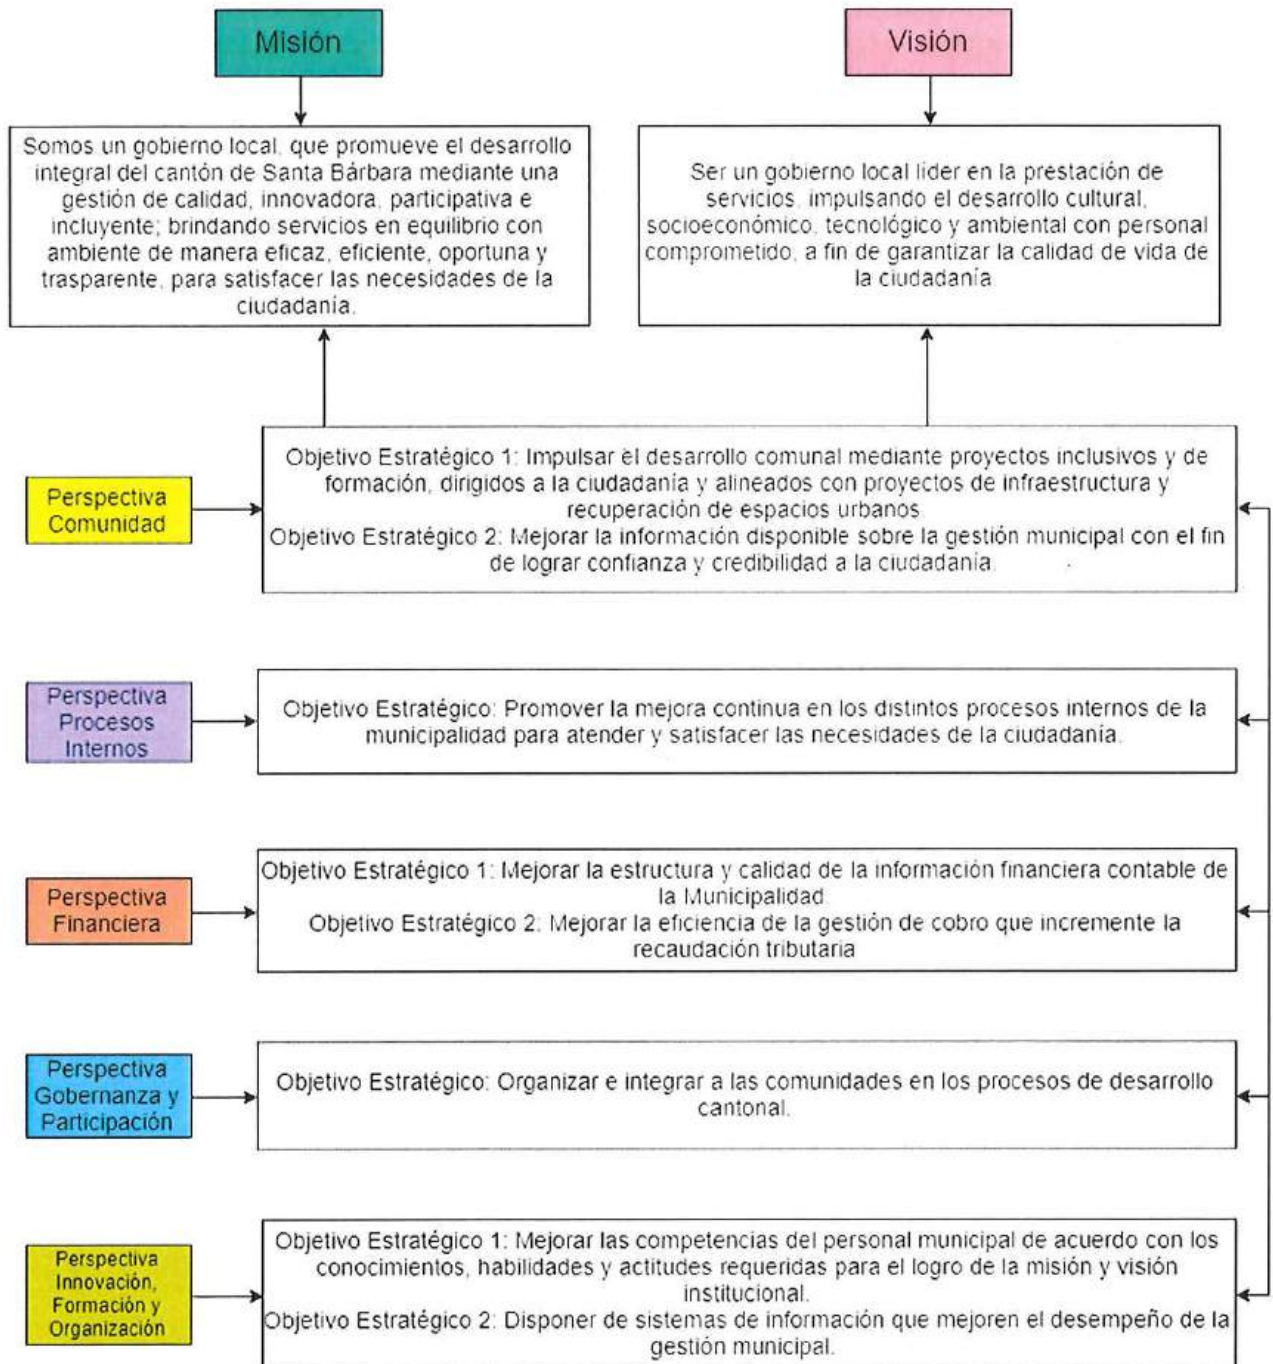 Misión
Visión
Somos un gobierno local, que promueve el desarrollo
integral del cantón de Santa Bárbara mediante una
gestión de calidad, innovadora, participativa e
incluyente; brindando servicios en equilibrio con
ambiente de manera eficaz, eficiente, oportuna y
trasparente, para satisfacer las necesidades de la
ciudadanía.
Ser un gobierno local líder en la prestación de
servicios, impulsando el desarrollo cultural,
socioeconómico, tecnológico y ambiental con personal
comprometido, a fin de garantizar la calidad de vida de
la ciudadanía
Perspectiva
Comunidad
Objetivo Estratégico 1: Impulsar el desarrollo comunal mediante proyectos inclusivos y de
formación, dirigidos a la ciudadanía y alineados con proyectos de infraestructura y
recuperación de espacios urbanos
Objetivo Estratégico 2: Mejorar la información disponible sobre la gestión municipal con el fin
de lograr confianza y credibilidad a la ciudadanía.
Perspectiva
Procesos
Internos
Objetivo Estratégico: Promover la mejora continua en los distintos procesos internos de la
municipalidad para atender y satisfacer las necesidades de la ciudadanía.
Perspectiva
Financiera
Objetivo Estratégico 1: Mejorar la estructura y calidad de la información financiera contable de
la Municipalidad.
Objetivo Estratégico 2: Mejorar la eficiencia de la gestión de cobro que incremente la
recaudación tributaria
Perspectiva
Gobernanza y
Participación
Objetivo Estratégico: Organizar e integrar a las comunidades en los procesos de desarrollo
cantonal.
Perspectiva
Innovación,
Formación y
Organización
Objetivo Estratégico 1: Mejorar las competencias del personal municipal de acuerdo con los
conocimientos, habilidades y actitudes requeridas para el logro de la misión y visión
institucional.
Objetivo Estratégico 2: Disponer de sistemas de información que mejoren el desempeño de la
gestión municipal.